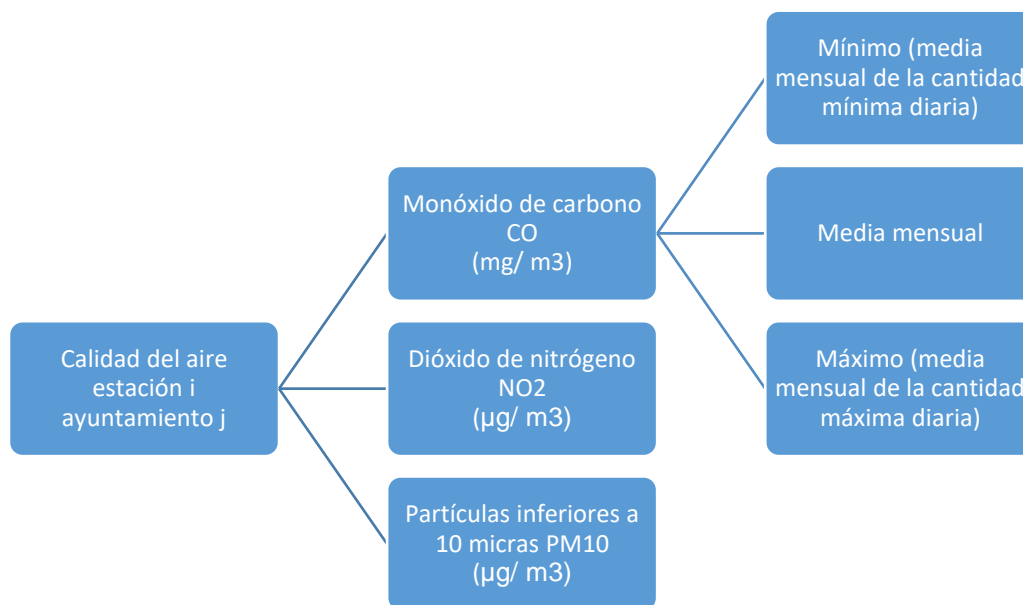 Calidad del aire
estación i
ayuntamiento j
Monóxido de carbono
CO
(mg/ m3)
Dióxido de nitrógeno
NO2
(µg/ m3)
Partículas inferiores a
10 micras PM10
(µg/ m3)
Mínimo (media
mensual de la cantidad
mínima diaria)
Media mensual
Máximo (media
mensual de la cantidad
máxima diaria)